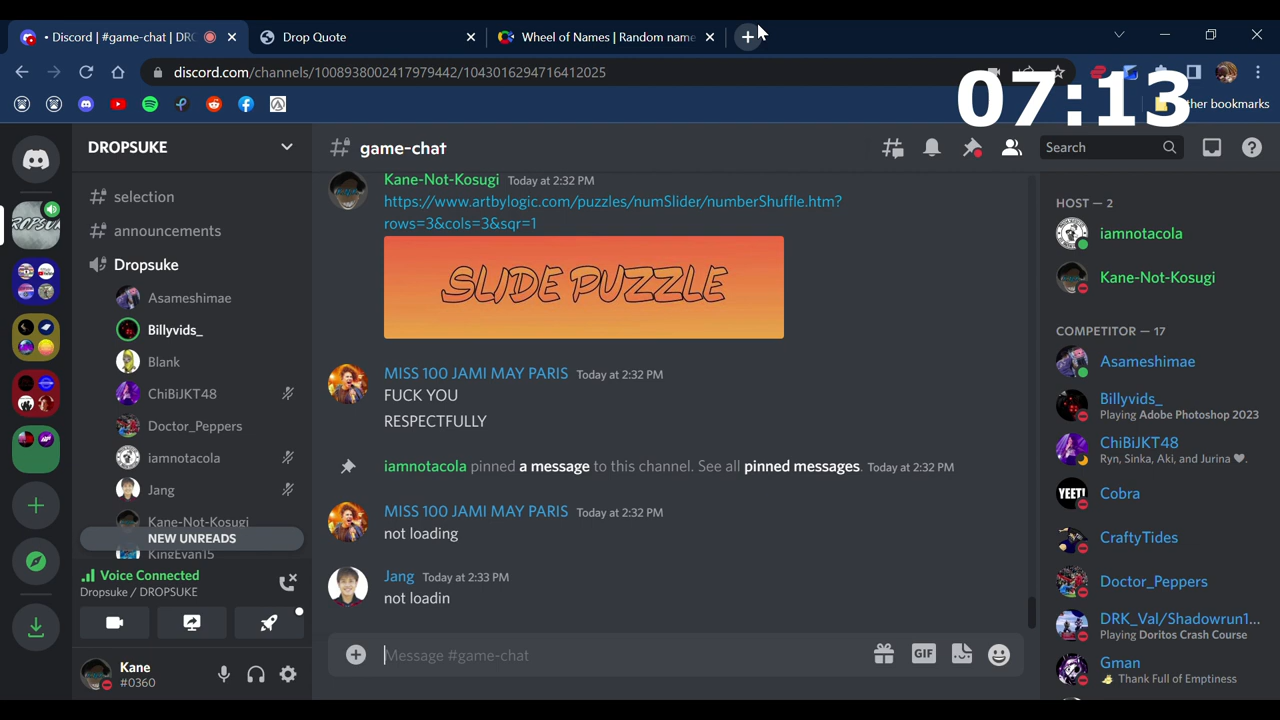 • Discord | #game-chat | DRO
Drop Quote
Wheel of Names | Random name
discord.com/channels/1008938002417979442/1043016294716412025
07:13
ther bookmarks
DROPSUKE
game-chat
Search
selection
announcements
Dropsuke
Asameshimae
Billyvids_
Blank
ChiBiJKT48
Doctor_Peppers
iamnotacola
Jang
Kane-Not-Kosugi
NEW UNREADS
KingEvan15
Voice Connected
Dropsuke / DROPSUKE
Kane
#0360
Kane-Not-Kosugi Today at 2:32 PM
https://www.artbylogic.com/puzzles/numSlider/numberShuffle.htm?
rows=3&cols=3&sqr=1
SLIDE PUZZLE
MISS 100 JAMI MAY PARIS Today at 2:32 PM
FUCK YOU
RESPECTFULLY
iamnotacola pinned a message to this channel. See all pinned messages. Today at 2:32 PM
MISS 100 JAMI MAY PARIS Today at 2:32 PM
not loading
Jang Today at 2:33 PM
not loadin
Message #game-chat
GIF
HOST — 2
iamnotacola
Kane-Not-Kosugi
COMPETITOR — 17
Asameshimae
Billyvids_
Playing Adobe Photoshop 2023
ChiBiJKT48
Ryn, Sinka, Aki, and Jurina 🖤.
YEET!
Cobra
CraftyTides
Doctor_Peppers
DRK_Val/Shadowrun1...
Playing Doritos Crash Course
Gman
Thank Full of Emptiness